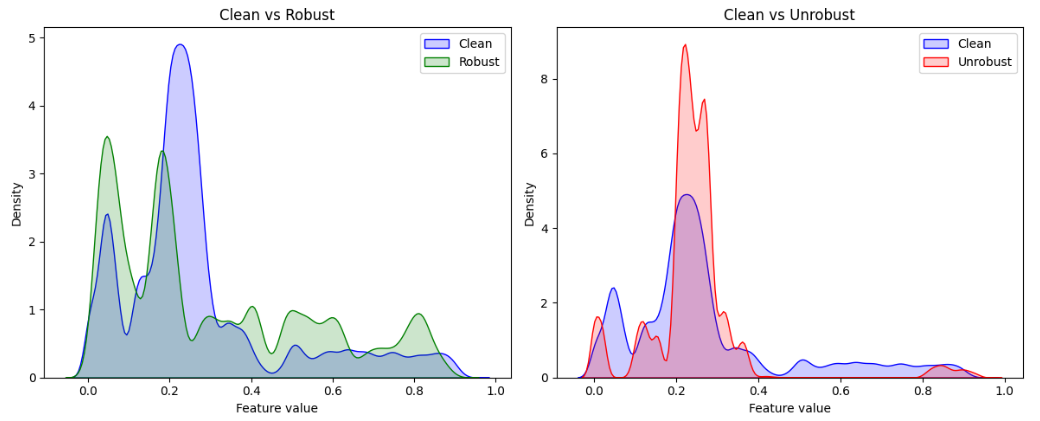 Clean vs Robust
Clean
Robust
Density
5
4
3
2
1
0
0.0 0.2 0.4 0.6 0.8 1.0
Feature value
Clean vs Unrobust
Clean
Unrobust
Density
8
6
4
2
0
0.0 0.2 0.4 0.6 0.8 1.0
Feature value